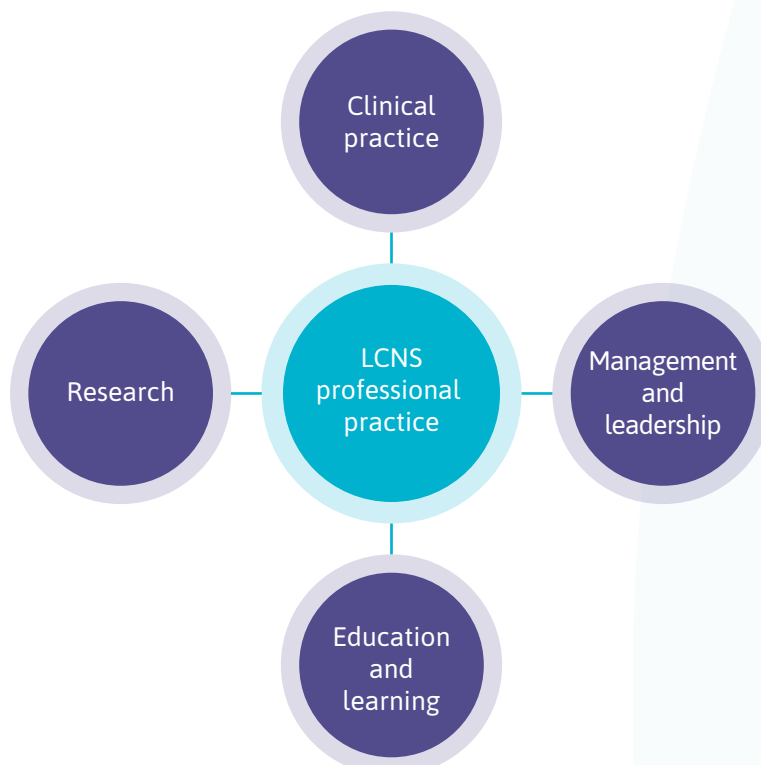 Clinical
practice
Research
LCNS
professional
practice
Management
and
leadership
Education
and
learning